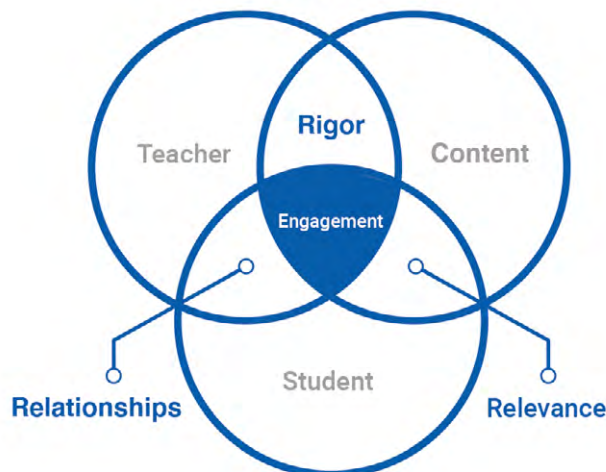 Rigor
Teacher
Content
Engagement
Student
Relationships
Relevance